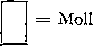 = Moll